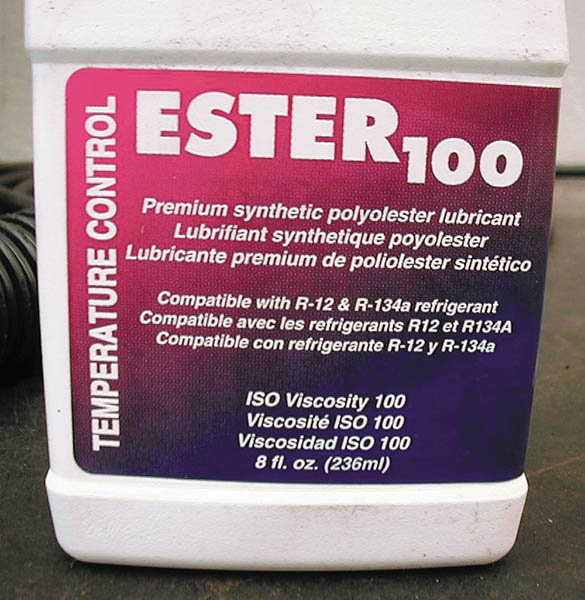 TEMPERATURE CONTROL
ESTER100
Premium synthetic polyolester lubricant
Lubrifiant synthetique poyolester
Lubricante premium de poliolester sintético
Compatible with R-12 & R-134a refrigerant
Compatible avec les refrigerants R12 et R134A
Compatible con refrigerante R-12 y R-134a
ISO Viscosity 100
Viscosité ISO 100
Viscosidad ISO 100
8 fl. oz. (236ml)